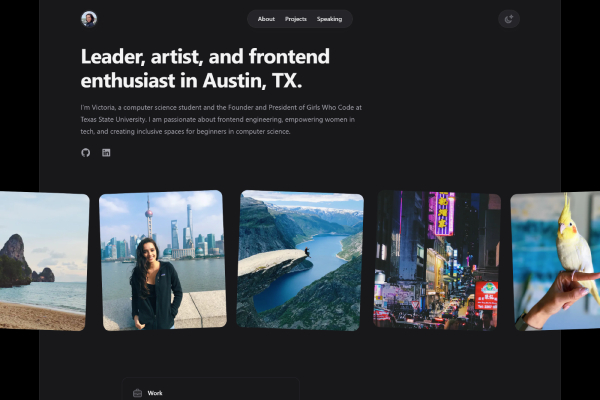 About Projects Speaking
Leader, artist, and frontend
enthusiast in Austin, TX.
I'm Victoria, a computer science student and the Founder and President of Girls Who Code at
Texas State University. I am passionate about frontend engineering, empowering women in
tech, and creating inclusive spaces for beginners in computer science.
Work